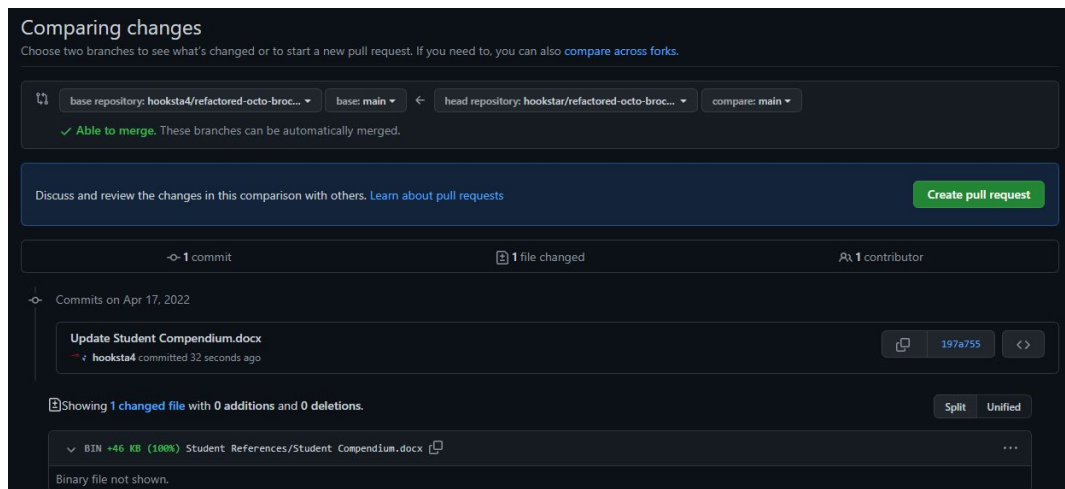 Comparing changes
Choose two branches to see what's changed or to start a new pull request. If you need to, you can also compare across forks.
base repository: hooksta4/refactored-octo-broc... base: main head repository: hookstar/refactored-octo-broc... compare: main
Able to merge. These branches can be automatically merged.
Discuss and review the changes in this comparison with others. Learn about pull requests Create pull request
1 commit 1 file changed 1 contributor
Commits on Apr 17, 2022
Update Student Compendium.docx
197a755
hooksta4 committed 32 seconds ago
Showing 1 changed file with 0 additions and 0 deletions.
Split Unified
BIN +46 KB (100%) Student References/Student Compendium.docx
Binary file not shown.